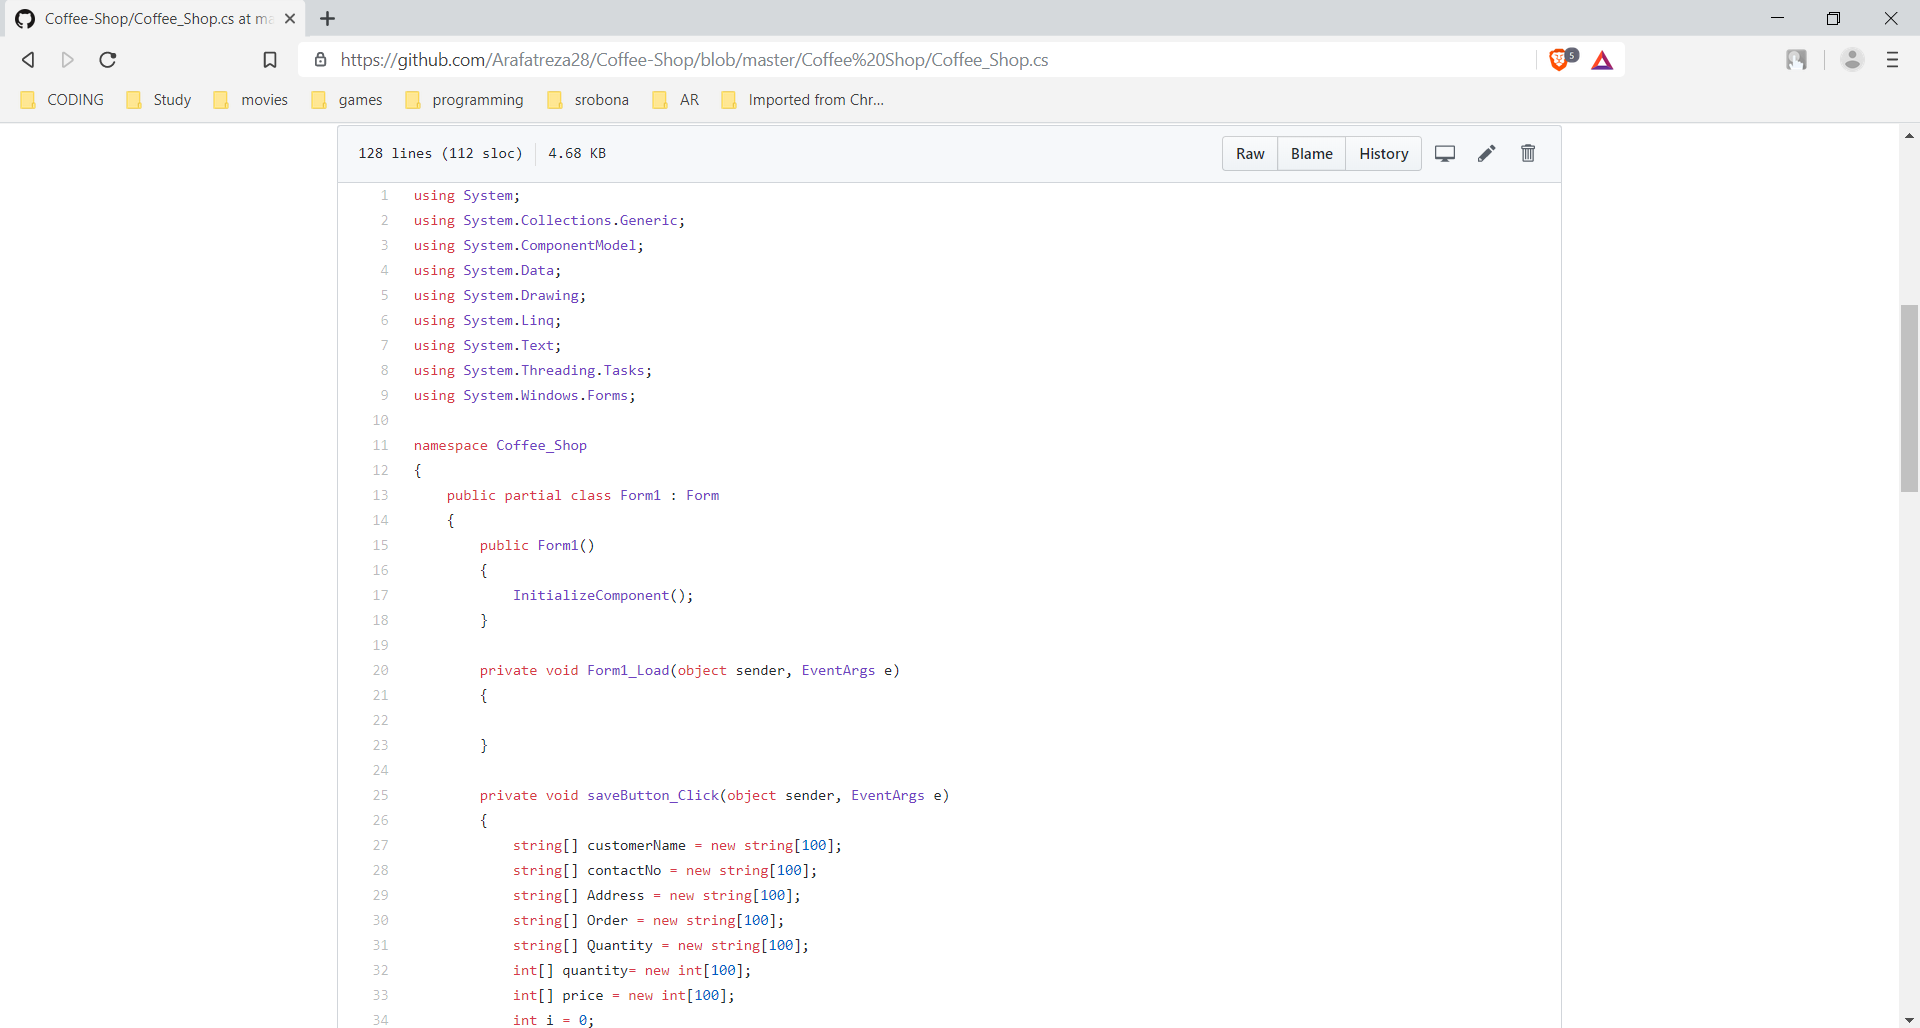 Coffee-Shop/Coffee_Shop.cs at ma
https://github.com/Arafatreza28/Coffee-Shop/blob/master/Coffee%20Shop/Coffee_Shop.cs
5
CODING Study movies games programming srobona AR Imported from Chr...
128 lines (112 sloc) 4.68 KB Raw Blame History
1 using System;
2 using System.Collections.Generic;
3 using System.ComponentModel;
4 using System.Data;
5 using System.Drawing;
6 using System.Linq;
7 using System.Text;
8 using System.Threading.Tasks;
9 using System.Windows.Forms;
10
11 namespace Coffee_Shop
12 {
13 public partial class Form1 : Form
14 {
15 public Form1()
16 {
17 InitializeComponent();
18 }
19
20 private void Form1_Load(object sender, EventArgs e)
21 {
22
23 }
24
25 private void saveButton_Click(object sender, EventArgs e)
26 {
27 string[] customerName = new string[100];
28 string[] contactNo = new string[100];
29 string[] Address = new string[100];
30 string[] Order = new string[100];
31 string[] Quantity = new string[100];
32 int[] quantity= new int[100];
33 int[] price = new int[100];
34 int i = 0;